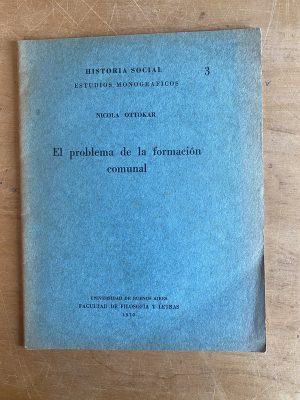 HISTORIA SOCIAL 3
ESTUDIOS MONOGRAFICOS
NICOLA OTTOKAR
El problema de la formación
comunal
UNIVERSIDAD DE BUENOS AIRES
FACULTAD DE FILOSOFIA Y LETRAS